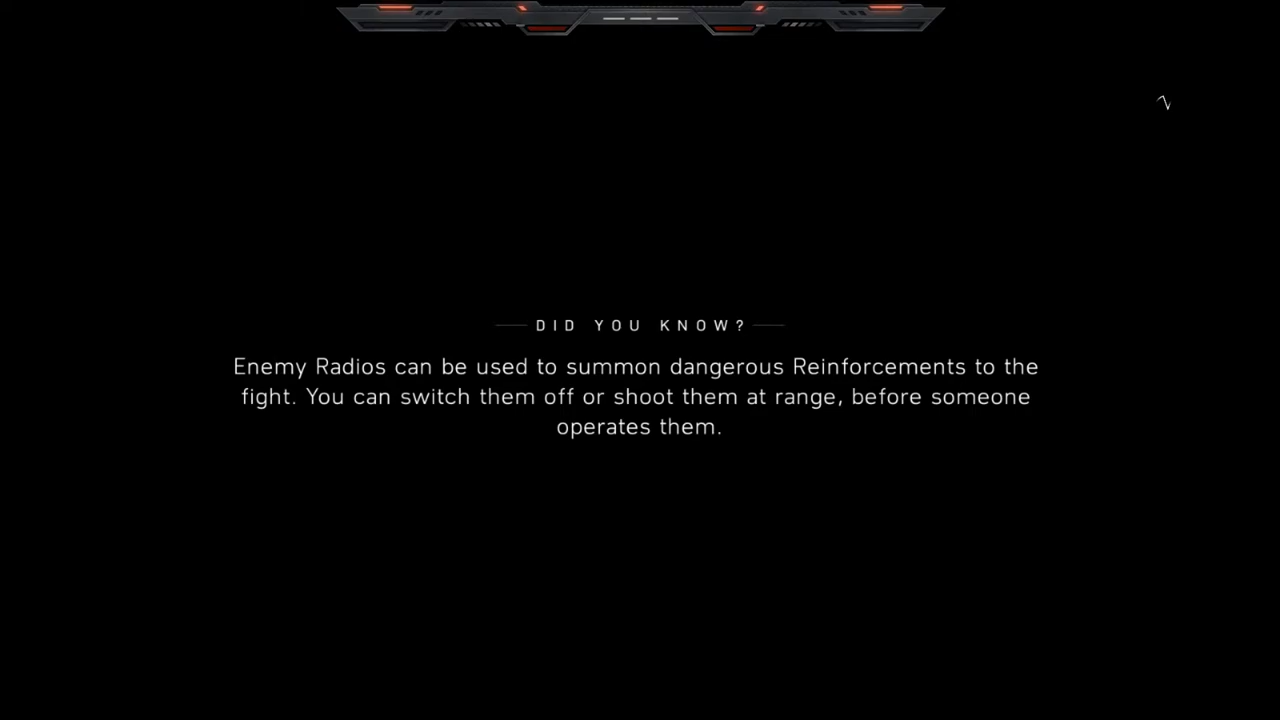 DID YOU KNOW?
Enemy Radios can be used to summon dangerous Reinforcements to the
fight. You can switch them off or shoot them at range, before someone
operates them.